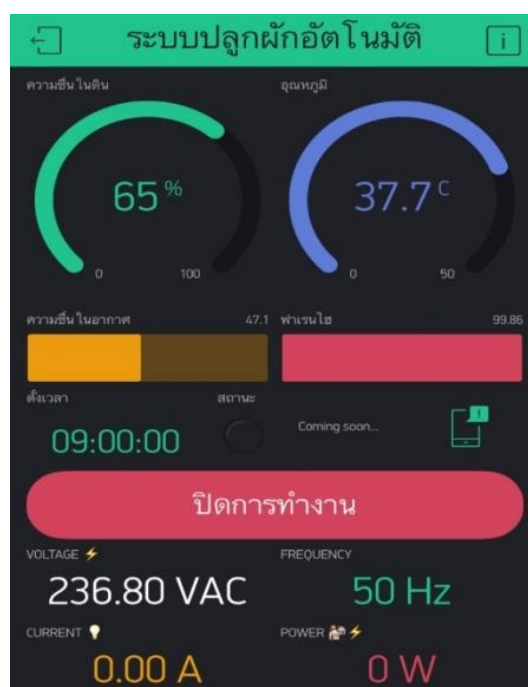 ระบบปลูกผักอัตโนมัติ i
ความชื้นในดิน อุณหภูมิ
65 % 37.7 C
0 100 0 50
ความชื้นในอากาศ 47.1 ฟาเรนไฮ 99.86
ตั้งเวลา สถานะ
09:00:00 Coming soon...
ปิดการทำงาน
VOLTAGE ⚡ FREQUENCY
236.80 VAC 50 Hz
CURRENT 💡 POWER ⚡
0.00 A 0 W